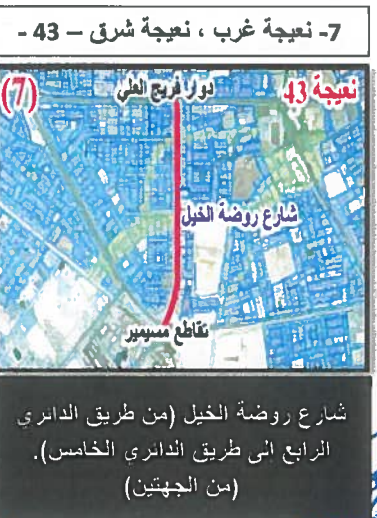 7- نعيجة غرب ، نعيجة شرق – 43 -
نعيجة 43
دوار فريج العلي
(7)
شارع روضة الخيل
تقاطع مسيمير
شارع روضة الخيل (من طريق الدائري
الرابع الى طريق الدائري الخامس).
(من الجهتين)